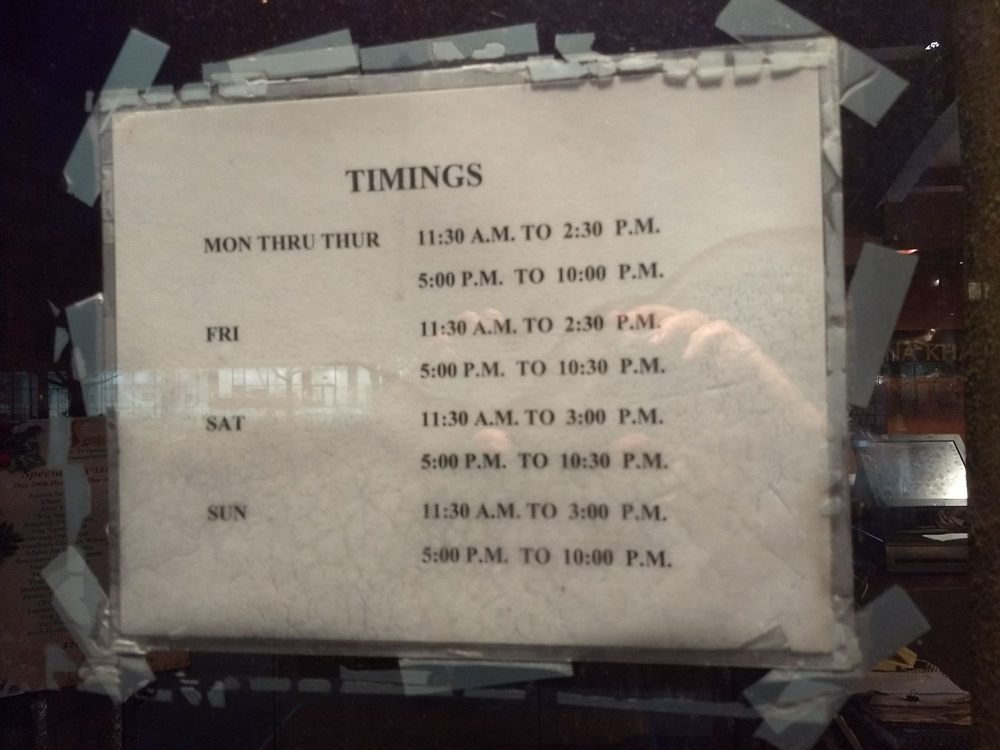 TIMINGS
MON THRU THUR 11:30 A.M. TO 2:30 P.M.
5:00 P.M. TO 10:00 P.M.
FRI 11:30 A.M. TO 2:30 P.M.
5:00 P.M. TO 10:30 P.M.
SAT 11:30 A.M. TO 3:00 P.M.
5:00 P.M. TO 10:30 P.M.
SUN 11:30 A.M. TO 3:00 P.M.
5:00 P.M. TO 10:00 P.M.